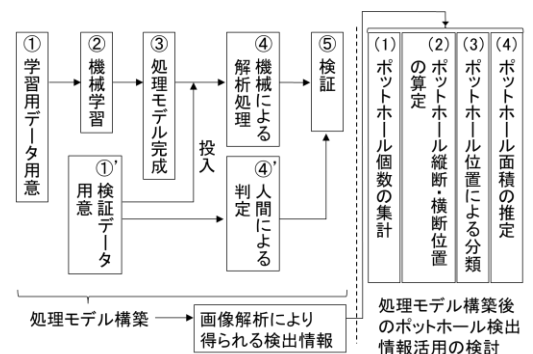 ①学習用データ用意
②機械学習
③処理モデル完成
④機械による
解析処理
⑤検証
①'検証データ
用意
投入
④'人間による
判定
処理モデル構築
画像解析により
得られる検出情報
(1)ポットホール個数の集計
(2)ポットホール縦断・横断位置
の算定
(3)ポットホール位置による分類
(4)ポットホール面積の推定
処理モデル構築後
のポットホール検出
情報活用の検討